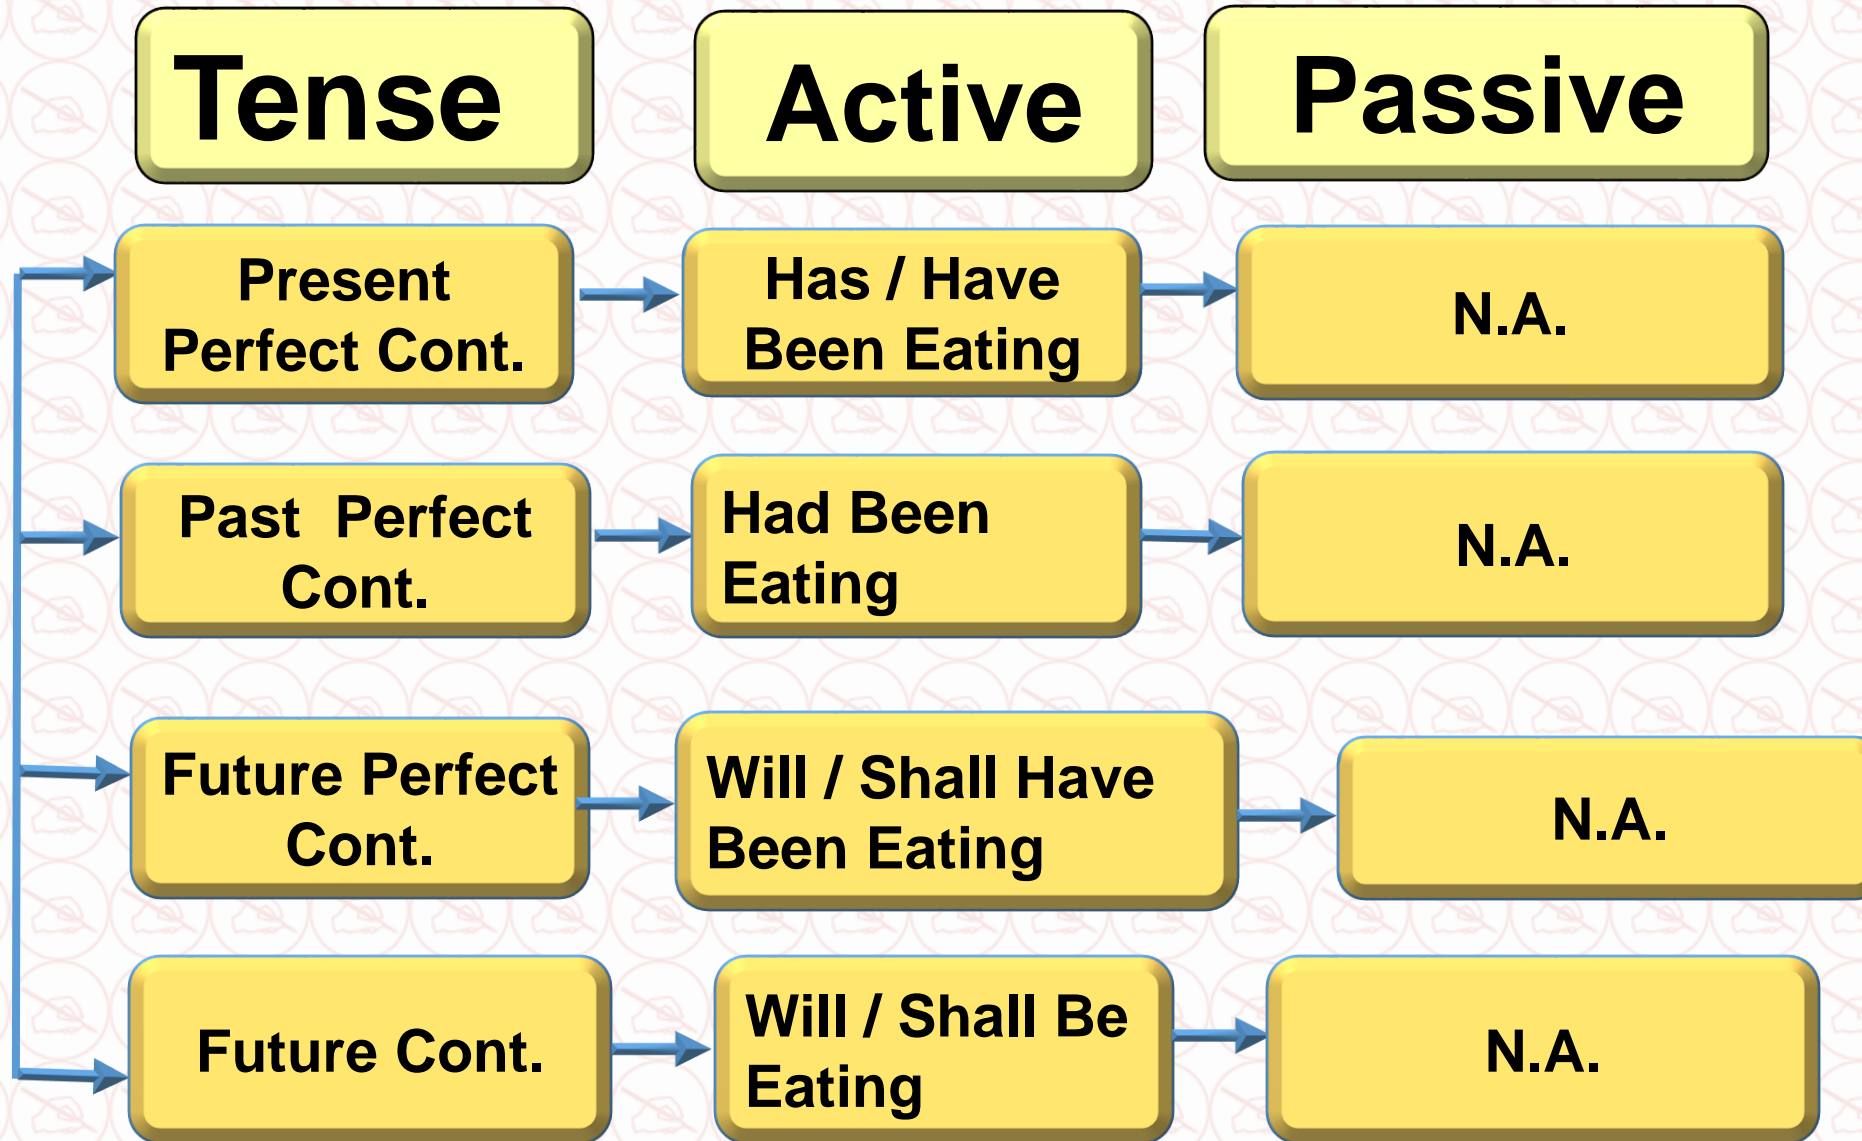 Tense
Active
Passive
Present
Perfect Cont.
Has / Have
Been Eating
N.A.
Past Perfect
Cont.
Had Been
Eating
N.A.
Future Perfect
Cont.
Will / Shall Have
Been Eating
N.A.
Future Cont.
Will / Shall Be
Eating
N.A.